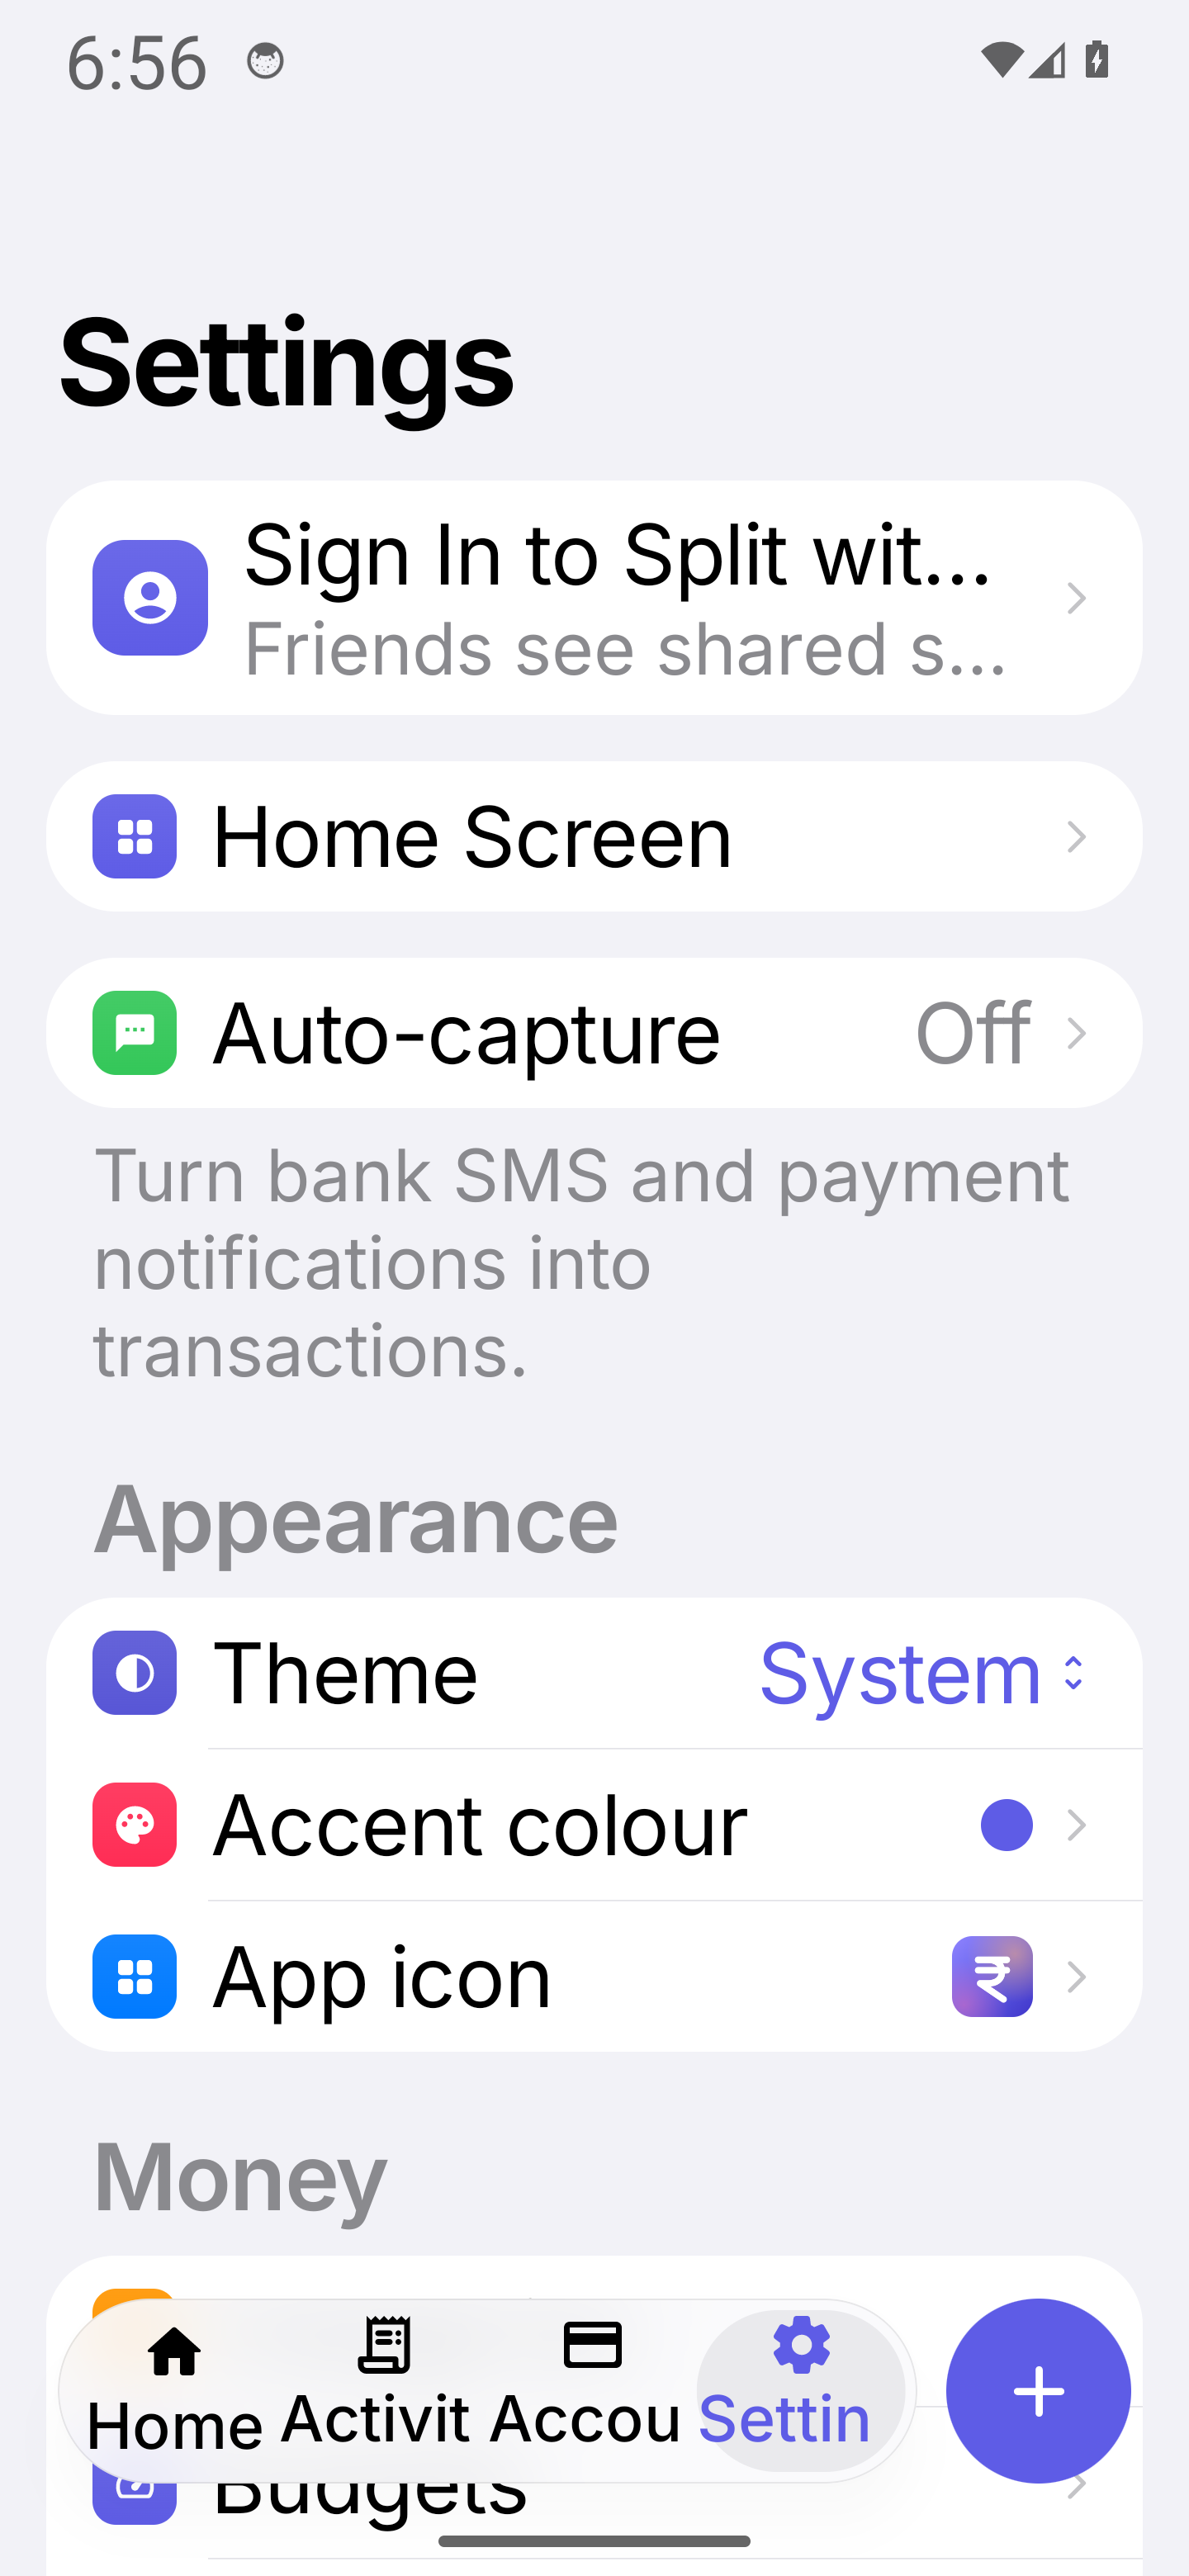 6:56
Settings
Sign In to Split wit...
Friends see shared s...
Home Screen
Auto-capture Off
Turn bank SMS and payment
notifications into
transactions.
Appearance
Theme System
Accent colour
App icon ₹
Money
Home Activit Accou Settin
Budgets